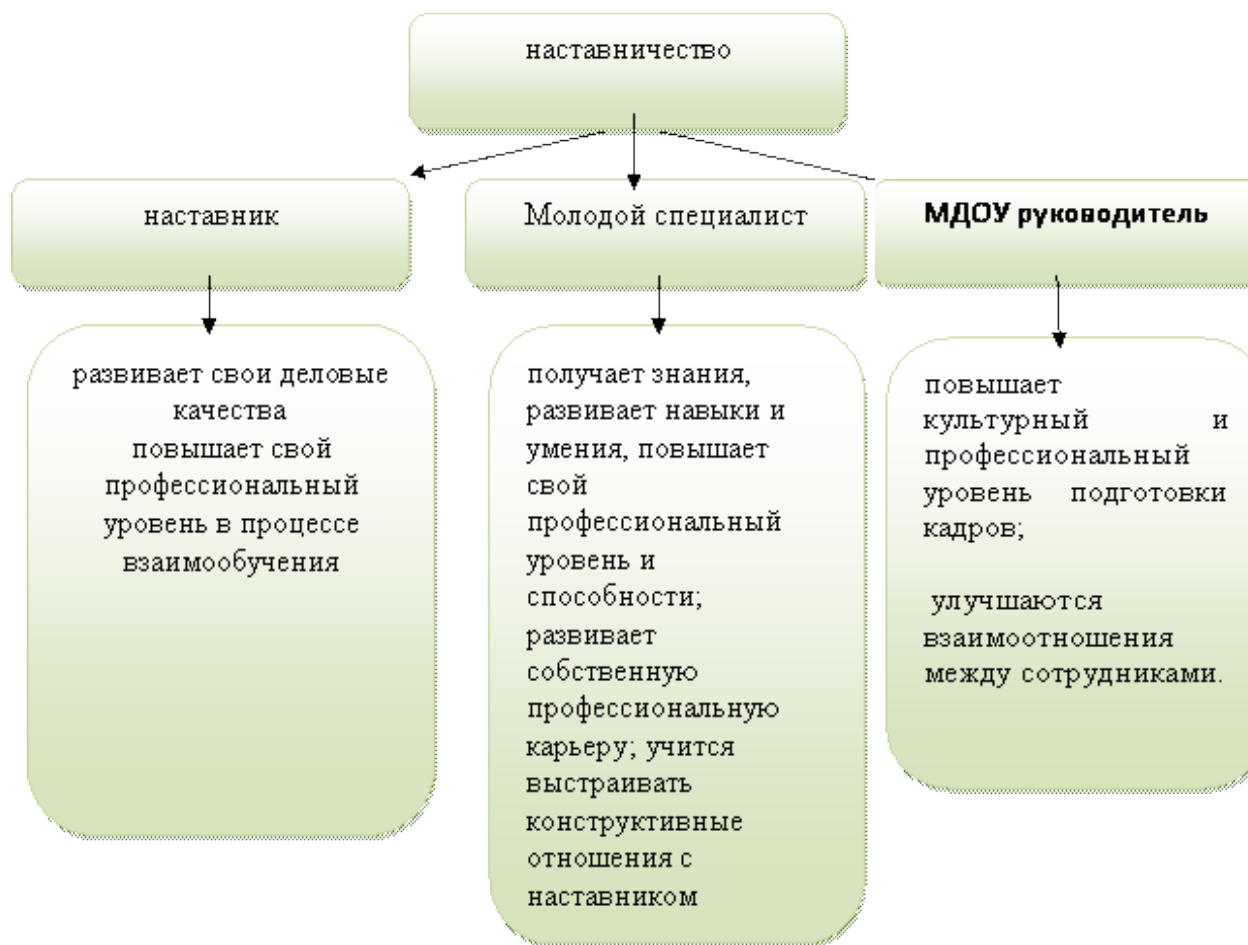 наставничество
наставник
Молодой специалист
МДОУ руководитель
развивает свои деловые
качества
повышает свой
профессиональный
уровень в процессе
взаимообучения
получает знания,
развивает навыки и
умения, повышает
свой
профессиональный
уровень и
способности;
развивает
собственную
профессиональную
карьеру; учится
выстраивать
конструктивные
отношения с
наставником
повышает
культурный и
профессиональный
уровень подготовки
кадров;
улучшаются
взаимоотношения
между сотрудниками.